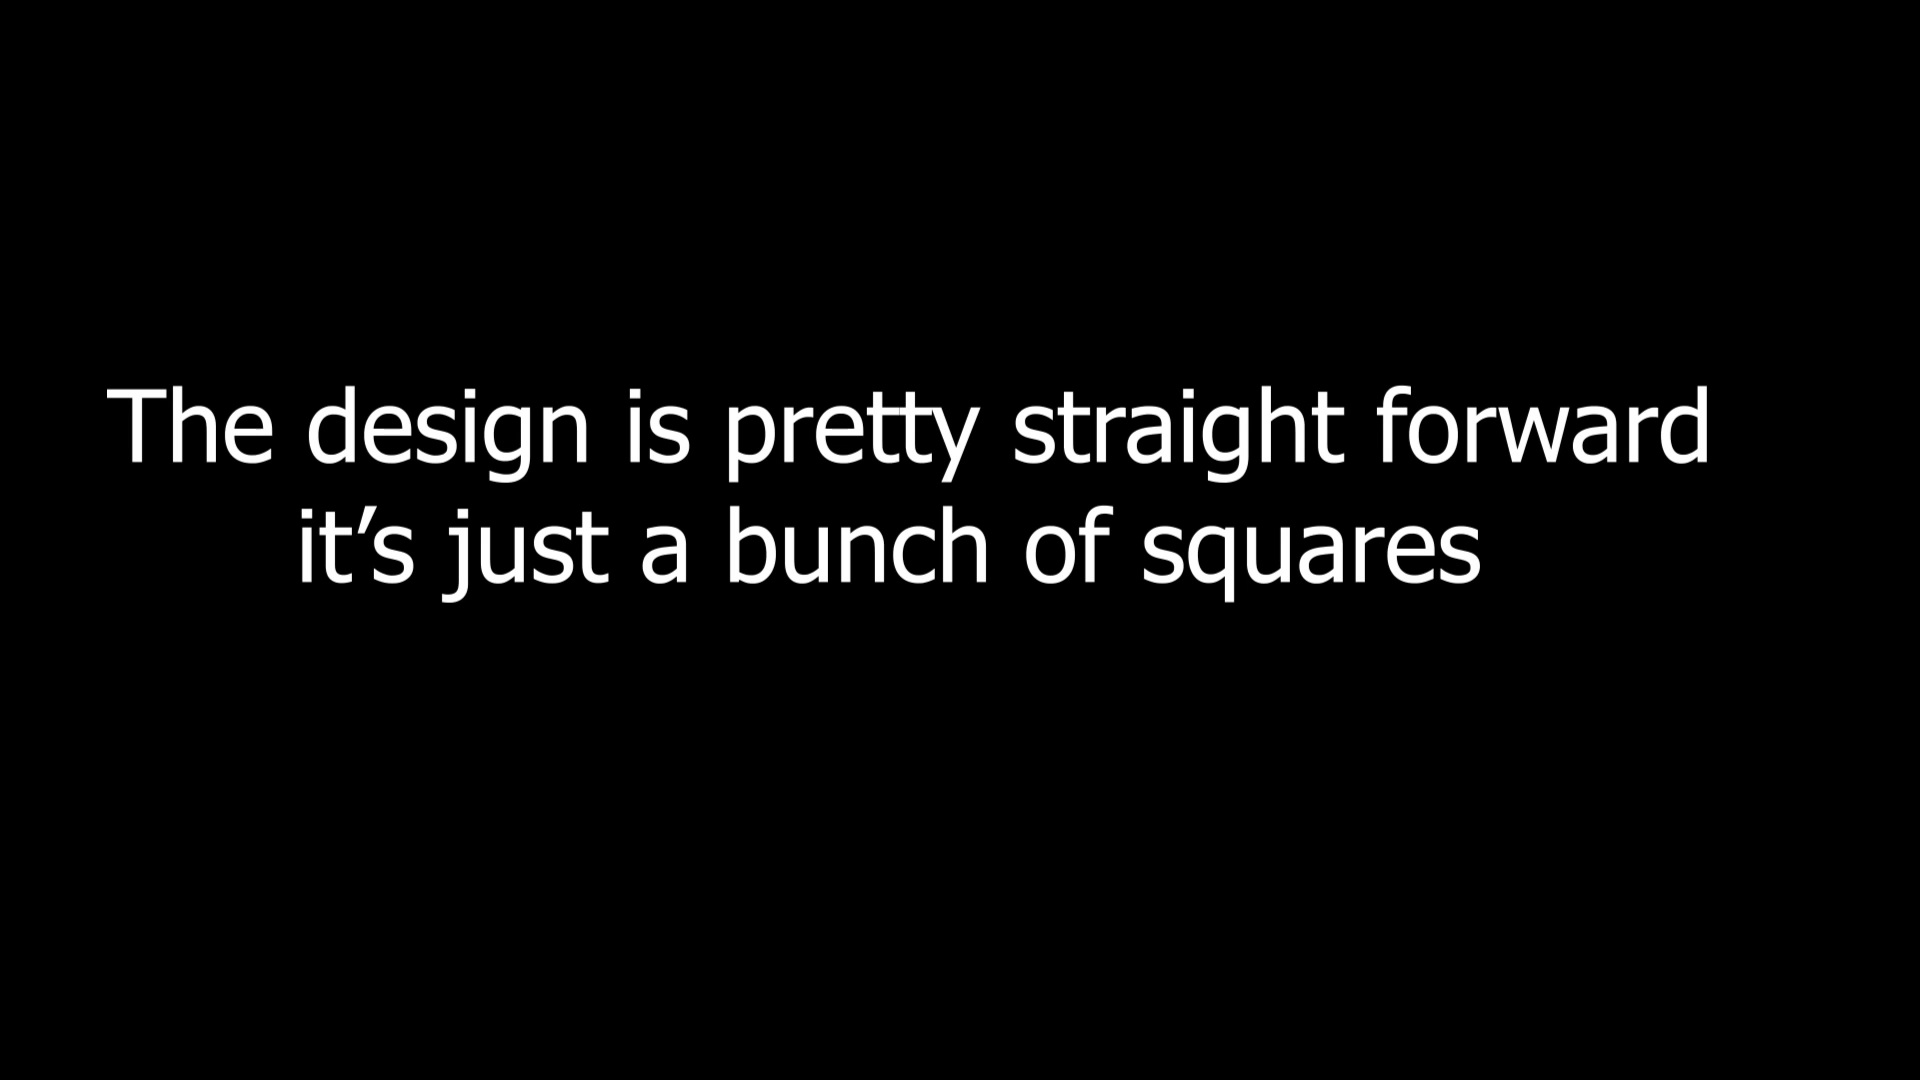 The design is pretty straight forward
it’s just a bunch of squares